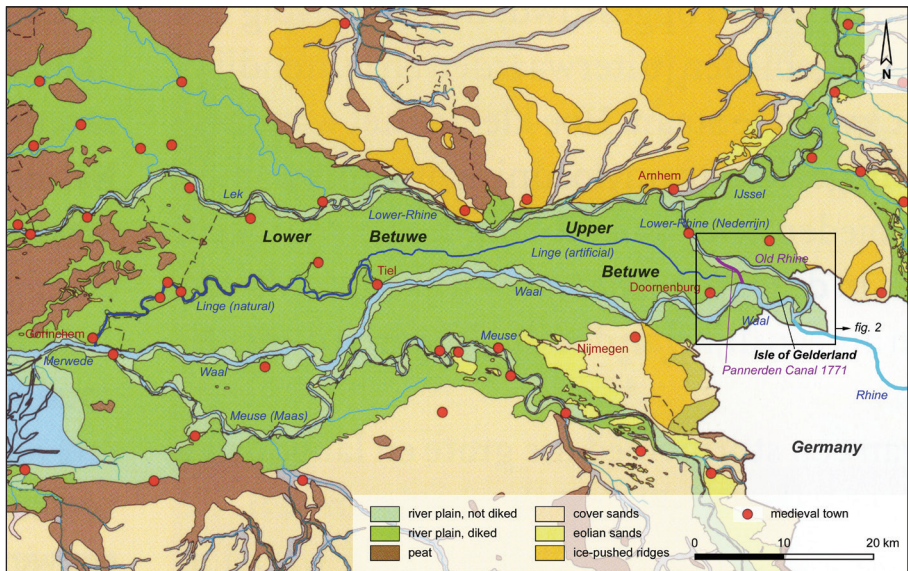 N
Arnhem
Lek
IJssel
Lower-Rhine
Upper
Lower-Rhine (Nederrijn)
Lower
Betuwe
Linge (artificial)
Old Rhine
Betuwe
Tiel
Doornenburg
Waal
Linge (natural)
Gorinchem
Waal
fig. 2
Meuse
Nijmegen
Merwede
Isle of Gelderland
Waal
Pannerden Canal 1771
Rhine
Meuse (Maas)
Germany
river plain, not diked
cover sands
medieval town
river plain, diked
eolian sands
peat
ice-pushed ridges
0 10 20 km